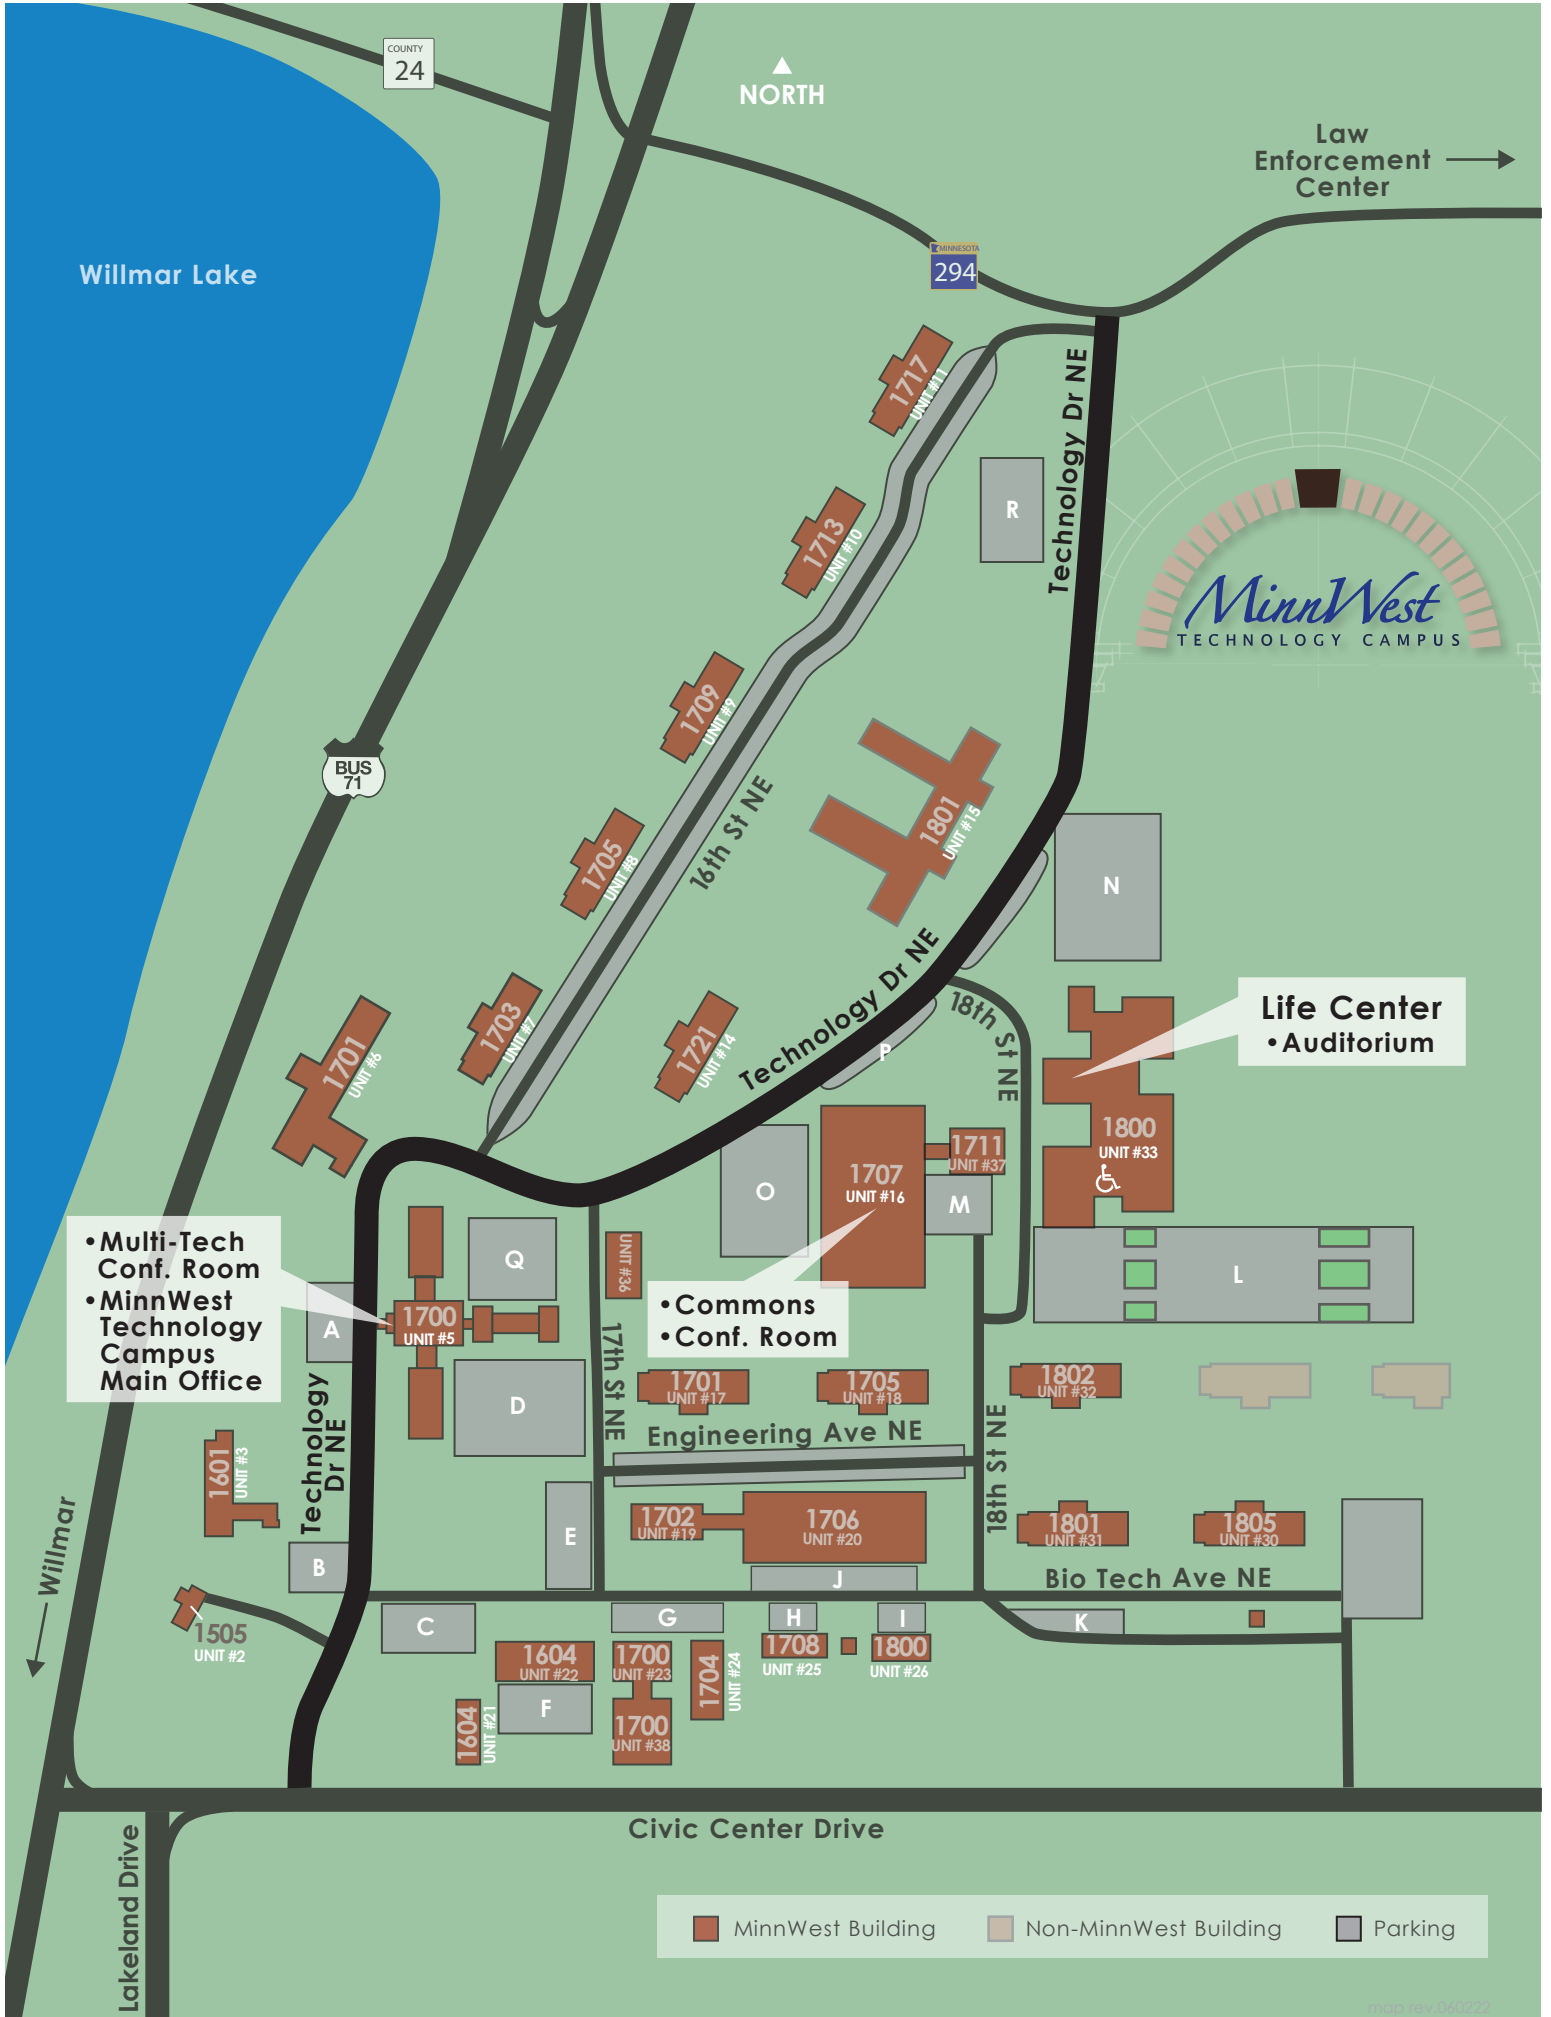 COUNTY
24
NORTH
Law
Enforcement
Center
MINNESOTA
294
Willmar Lake
1717
UNIT #11
Technology Dr NE
R
MinnWest
TECHNOLOGY CAMPUS
1713
UNIT #10
1709
UNIT #9
BUS
71
16th St NE
1801
UNIT #15
1705
UNIT #8
N
Technology Dr NE
18th St NE
Life Center
•Auditorium
1703
UNIT #7
1701
UNIT #6
1721
UNIT #14
P
1800
UNIT #33
1711
UNIT #37
1707
UNIT #16
O
M
•Multi-Tech
Conf. Room
•MinnWest
Technology
Campus
Main Office
Q
UNIT #36
L
•Commons
•Conf. Room
A
1700
UNIT #5
17th St NE
1701
UNIT #17
1705
UNIT #18
1802
UNIT #32
D
Technology
Dr NE
Engineering Ave NE
18th St NE
1601
UNIT #3
Willmar
E
1702
UNIT #19
1706
UNIT #20
1801
UNIT #31
1805
UNIT #30
B
J
Bio Tech Ave NE
C
G
H
I
K
1505
UNIT #2
1604
UNIT #22
1700
UNIT #23
1704
UNIT #24
1708
UNIT #25
1800
UNIT #26
F
1604
UNIT #21
1700
UNIT #38
Civic Center Drive
Lakeland Drive
MinnWest Building
Non-MinnWest Building
Parking
map rev.060222